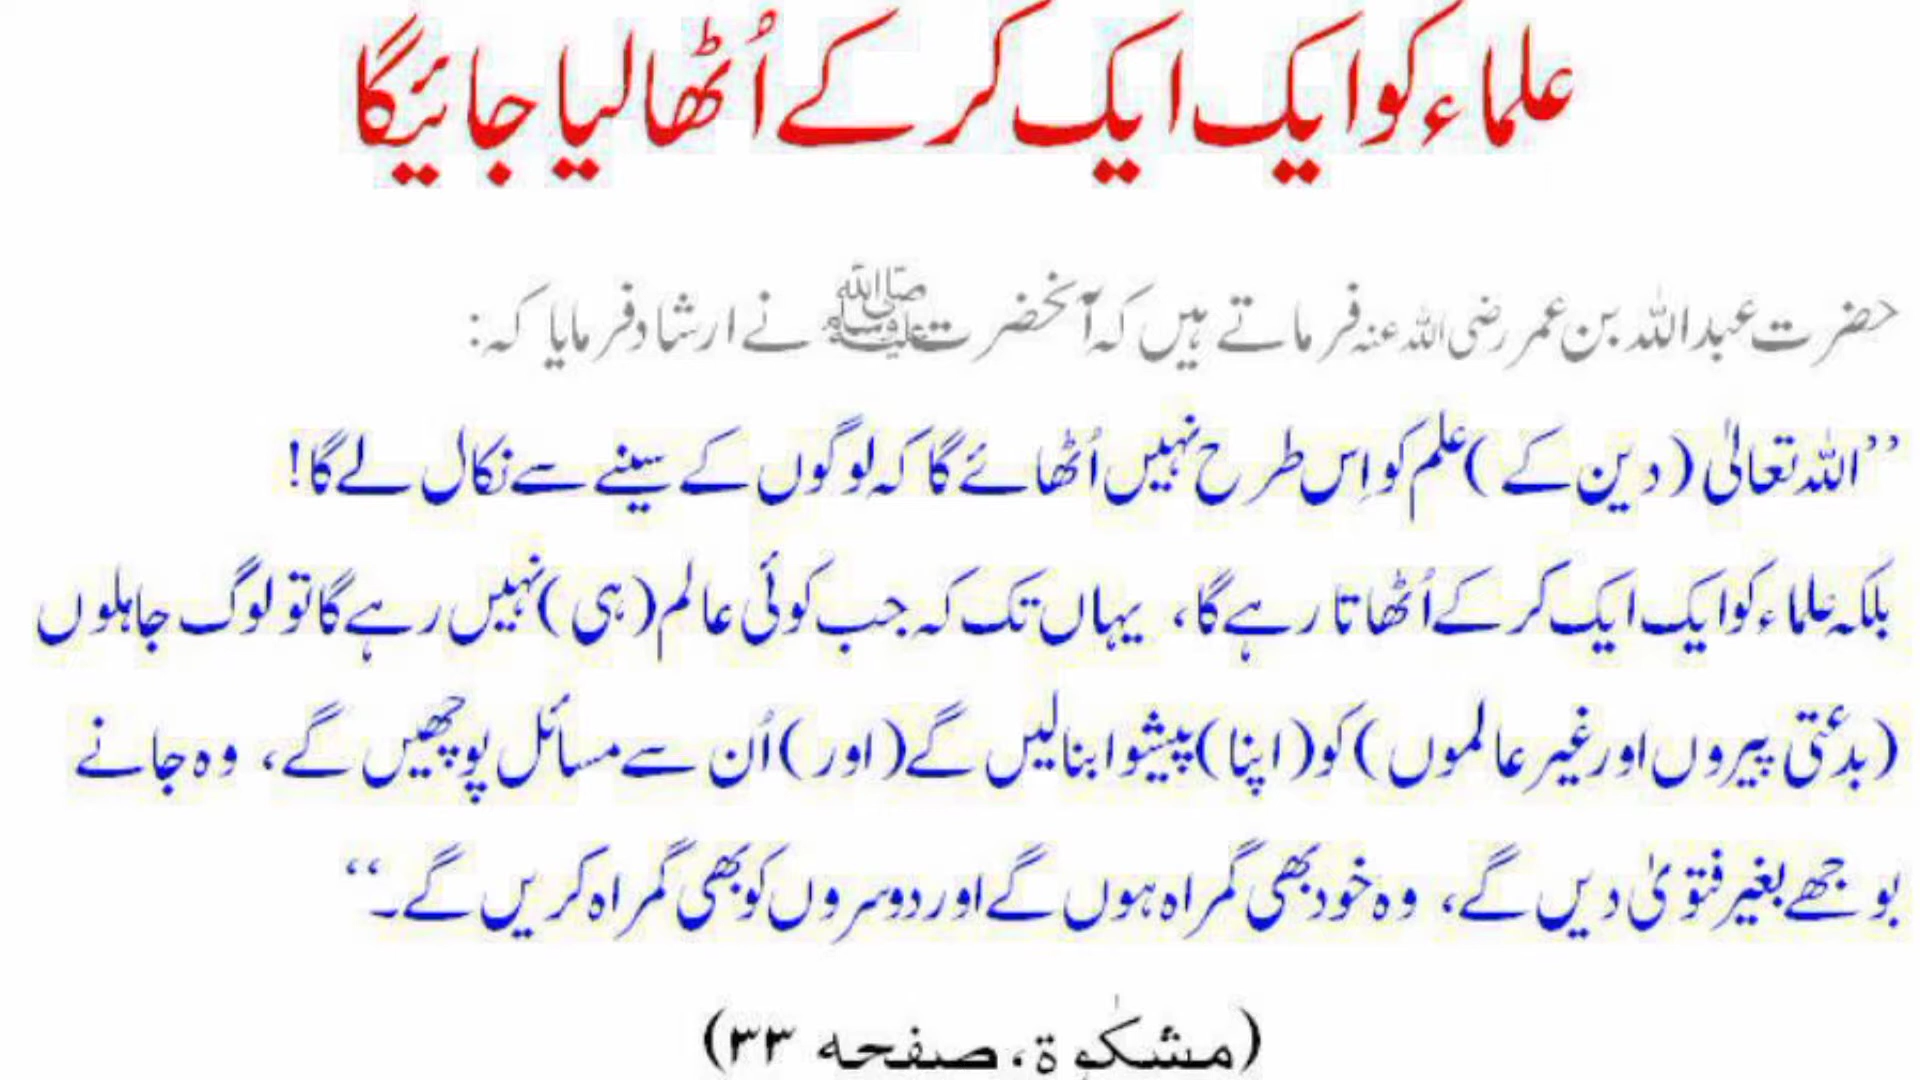 علماء کو ایک ایک کر کے اُٹھا لیا جائیگا
حضرت عبداللہ بن عمر رضی اللہ عنہ فرماتے ہیں کہ آنحضرت ﷺ نے ارشاد فرمایا کہ:
’’اللہ تعالیٰ (دین کے) علم کو اِس طرح نہیں اُٹھائے گا کہ لوگوں کے سینے سے نکال لے گا!
بلکہ علماء کو ایک ایک کر کے اُٹھاتا رہے گا، یہاں تک کہ جب کوئی عالم (ہی) نہیں رہے گا تو لوگ جاہلوں
(بدعتی پیروں اور غیر عالموں) کو (اپنا) پیشوا بنالیں گے (اور) اُن سے مسائل پوچھیں گے، وہ جانے
بوجھے بغیر فتویٰ دیں گے، وہ خود بھی گمراہ ہوں گے اور دوسروں کو بھی گمراہ کریں گے۔‘‘
(مشکوٰۃ، صفحہ ٣٣)